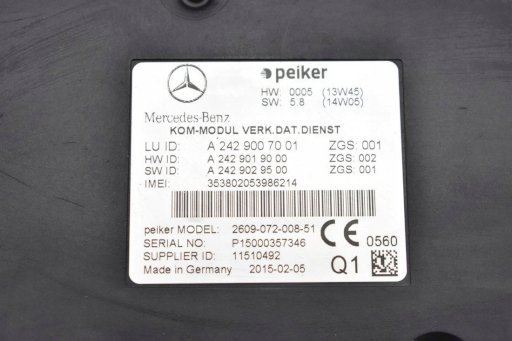 peiker
HW: 0005 (13W45)
SW: 5.8 (14W05)
Mercedes-Benz
KOM-MODUL VERK.DAT.DIENST
LU ID: A 242 900 70 01 ZGS: 001
HW ID: A 242 901 90 00 ZGS: 002
SW ID: A 242 902 95 00 ZGS: 001
IMEI: 353802053986214
peiker MODEL: 2609-072-008-51
SERIAL NO: P15000357346
CE 0560
SUPPLIER ID: 11510492
Made in Germany 2015-02-05 Q1